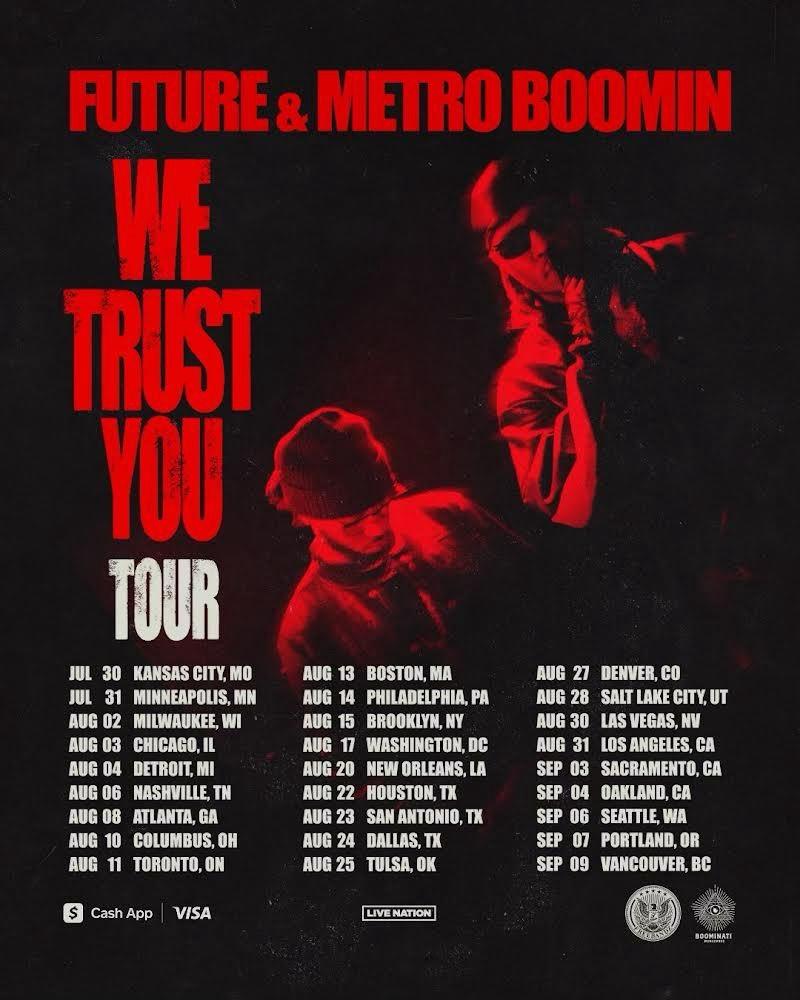 FUTURE & METRO BOOMIN
WE
TRUST
YOU
TOUR
JUL 30 KANSAS CITY, MO
JUL 31 MINNEAPOLIS, MN
AUG 02 MILWAUKEE, WI
AUG 03 CHICAGO, IL
AUG 04 DETROIT, MI
AUG 06 NASHVILLE, TN
AUG 08 ATLANTA, GA
AUG 10 COLUMBUS, OH
AUG 11 TORONTO, ON
AUG 13 BOSTON, MA
AUG 14 PHILADELPHIA, PA
AUG 15 BROOKLYN, NY
AUG 17 WASHINGTON, DC
AUG 20 NEW ORLEANS, LA
AUG 22 HOUSTON, TX
AUG 23 SAN ANTONIO, TX
AUG 24 DALLAS, TX
AUG 25 TULSA, OK
AUG 27 DENVER, CO
AUG 28 SALT LAKE CITY, UT
AUG 30 LAS VEGAS, NV
AUG 31 LOS ANGELES, CA
SEP 03 SACRAMENTO, CA
SEP 04 OAKLAND, CA
SEP 06 SEATTLE, WA
SEP 07 PORTLAND, OR
SEP 09 VANCOUVER, BC
$ Cash App | VISA
LIVE NATION
FREEBANDZ
BOOMINATI
WORLDWIDE